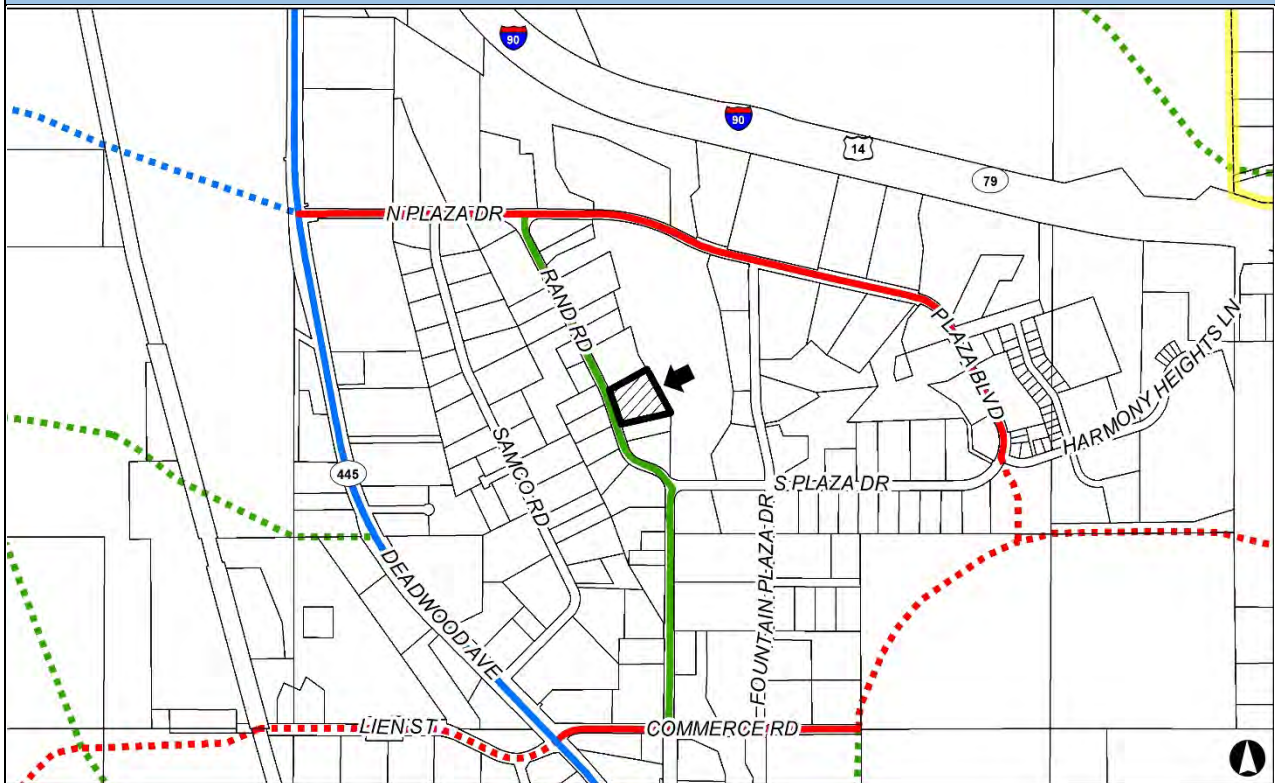 90
90
14
79
N PLAZA DR
RAND RD
PLAZA BLVD
HARMONY HEIGHTS LN
SAMCO RD
445
S PLAZA DR
DEADWOOD AVE
FOUNTAIN PLAZA DR
LIEN ST
COMMERCE RD